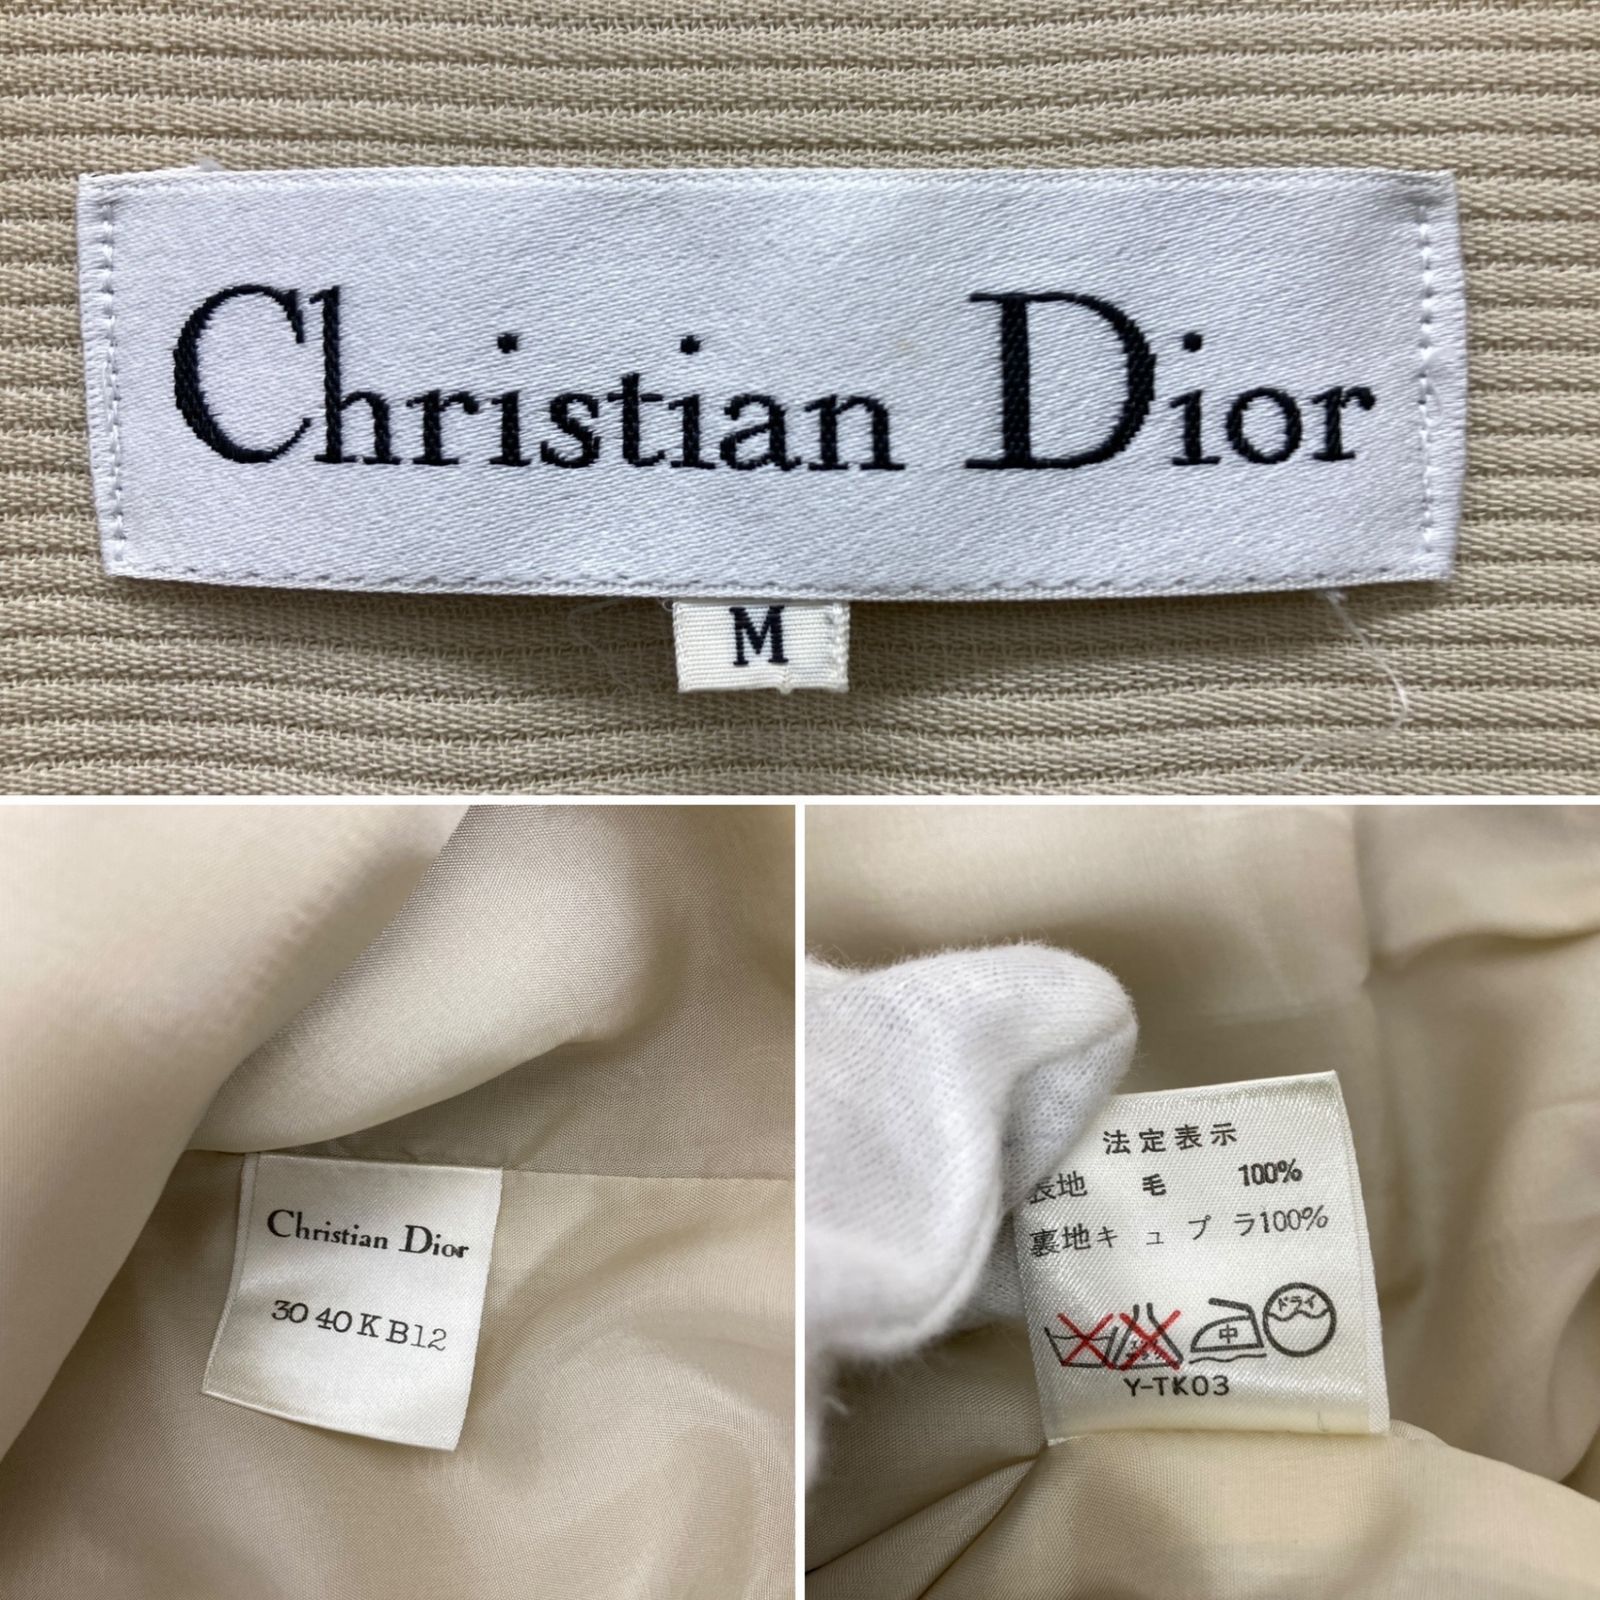 Christian Dior
M
Christian Dior
30 40 K B12
法定表示
表地 毛 100%
裏地キュプラ100%
中 ドライ
Y-TK03